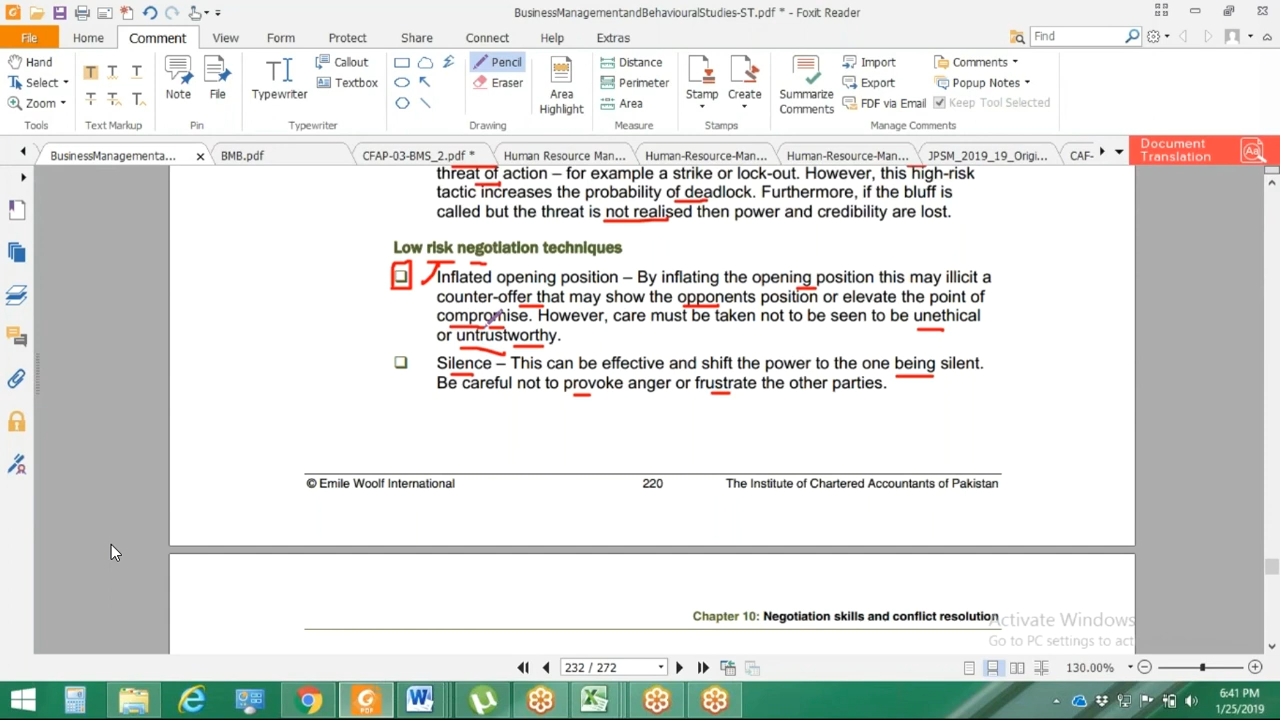 BusinessManagementandBehaviouralStudies-ST.pdf * - Foxit Reader
File Home Comment View Form Protect Share Connect Help Extras Find
Hand Select Zoom Tools
Text Markup
Note File Pin
Typewriter Callout Textbox Typewriter
Pencil Eraser Area Highlight Drawing
Distance Perimeter Area Measure
Stamp Create Stamps
Summarize Comments Import Export FDF via Email Comments Popup Notes Keep Tool Selected Manage Comments
BusinessManagementa... BMB.pdf CFAP-03-BMS_2.pdf * Human Resource Man... Human-Resource-Man... Human-Resource-Man... JPSM_2019_19_Origi... CAF-
Document Translation
threat of action – for example a strike or lock-out. However, this high-risk
tactic increases the probability of deadlock. Furthermore, if the bluff is
called but the threat is not realised then power and credibility are lost.
Low risk negotiation techniques
Inflated opening position – By inflating the opening position this may illicit a
counter-offer that may show the opponents position or elevate the point of
compromise. However, care must be taken not to be seen to be unethical
or untrustworthy.
Silence – This can be effective and shift the power to the one being silent.
Be careful not to provoke anger or frustrate the other parties.
© Emile Woolf International 220 The Institute of Chartered Accountants of Pakistan
Chapter 10: Negotiation skills and conflict resolution
Activate Windows
Go to PC settings to act
232 / 272 130.00%
6:41 PM
1/25/2019